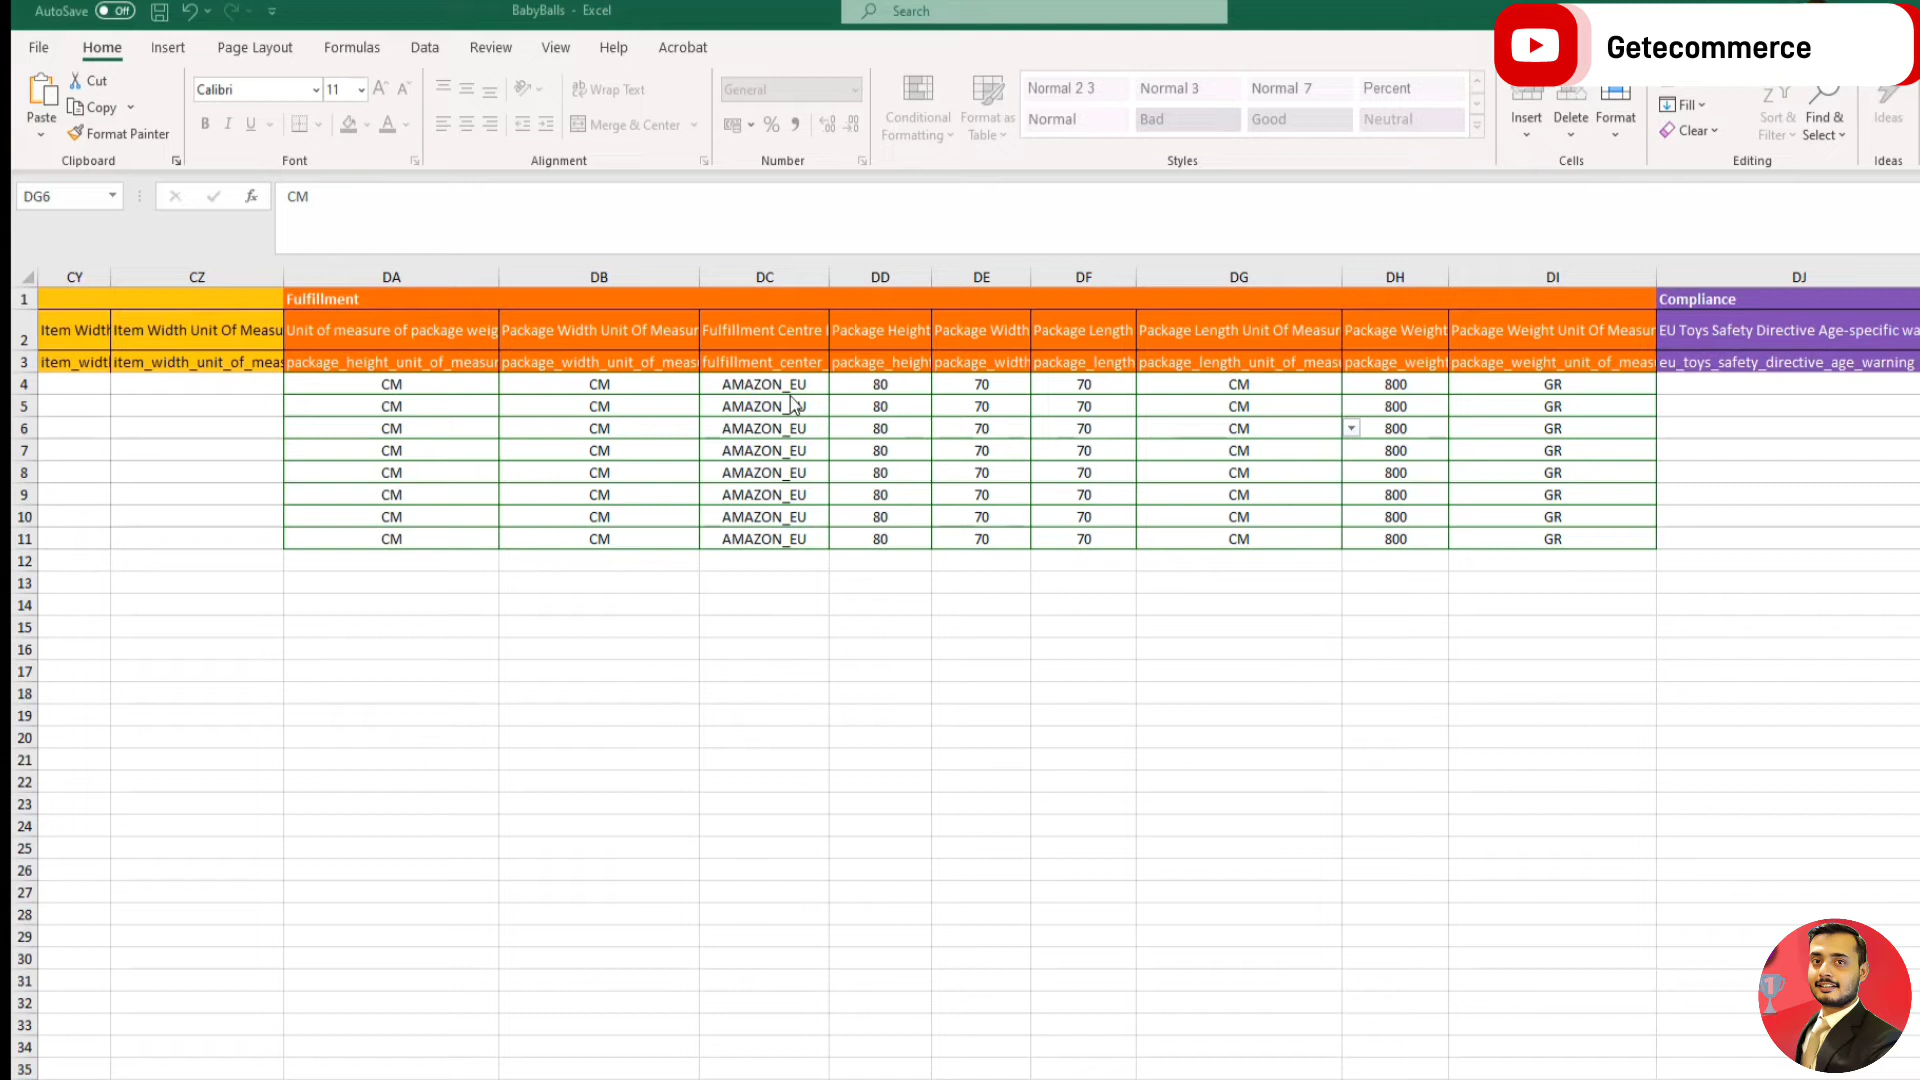 AutoSave Off BabyBalls - Excel Search
Getecommerce
File Home Insert Page Layout Formulas Data Review View Help Acrobat
Cut Calibri 11 Wrap Text General Normal 2 3 Normal 3 Normal 7 Percent
Copy Fill
Paste Format Painter B I U Merge & Center % Conditional Formatting Format as Table Normal Bad Good Neutral Insert Delete Format Clear Sort & Filter Find & Select Ideas
Clipboard Font Alignment Number Styles Cells Editing Ideas
DG6 fx CM
CY CZ DA DB DC DD DE DF DG DH DI DJ
1 Fulfillment Compliance
2 Item Width Item Width Unit Of Measu Unit of measure of package weig Package Width Unit Of Measur Fulfillment Centre Package Height Package Width Package Length Package Length Unit Of Measur Package Weight Package Weight Unit Of Measur EU Toys Safety Directive Age-specific wa
3 item_widt item_width_unit_of_mea package_height_unit_of_measur package_width_unit_of_meas fulfillment_center_ package_heigh package_widt package_length package_length_unit_of_meas package_weight package_weight_unit_of_meas eu_toys_safety_directive_age_warning
4 CM CM AMAZON_EU 80 70 70 CM 800 GR
5 CM CM AMAZON_EU 80 70 70 CM 800 GR
6 CM CM AMAZON_EU 80 70 70 CM 800 GR
7 CM CM AMAZON_EU 80 70 70 CM 800 GR
8 CM CM AMAZON_EU 80 70 70 CM 800 GR
9 CM CM AMAZON_EU 80 70 70 CM 800 GR
10 CM CM AMAZON_EU 80 70 70 CM 800 GR
11 CM CM AMAZON_EU 80 70 70 CM 800 GR
12
13
14
15
16
17
18
19
20
21
22
23
24
25
26
27
28
29
30
31
32
33
34
35